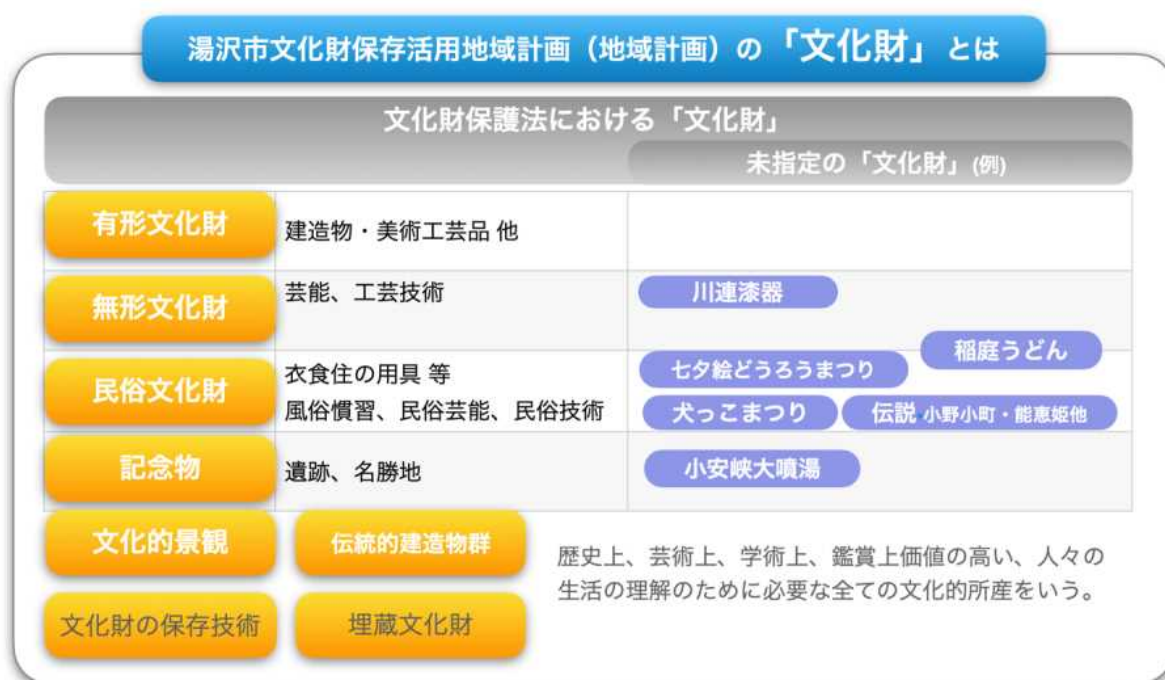 湯沢市文化財保存活用地域計画（地域計画）の「文化財」とは
文化財保護法における「文化財」
未指定の「文化財」(例)
有形文化財
建造物・美術工芸品 他
無形文化財
芸能、工芸技術
川連漆器
稲庭うどん
民俗文化財
衣食住の用具 等
風俗慣習、民俗芸能、民俗技術
七夕絵どうろうまつり
犬っこまつり
伝説・小野小町・能恵姫他
記念物
遺跡、名勝地
小安峡大噴湯
文化的景観
伝統的建造物群
歴史上、芸術上、学術上、鑑賞上価値の高い、人々の
生活の理解のために必要な全ての文化的所産をいう。
文化財の保存技術
埋蔵文化財